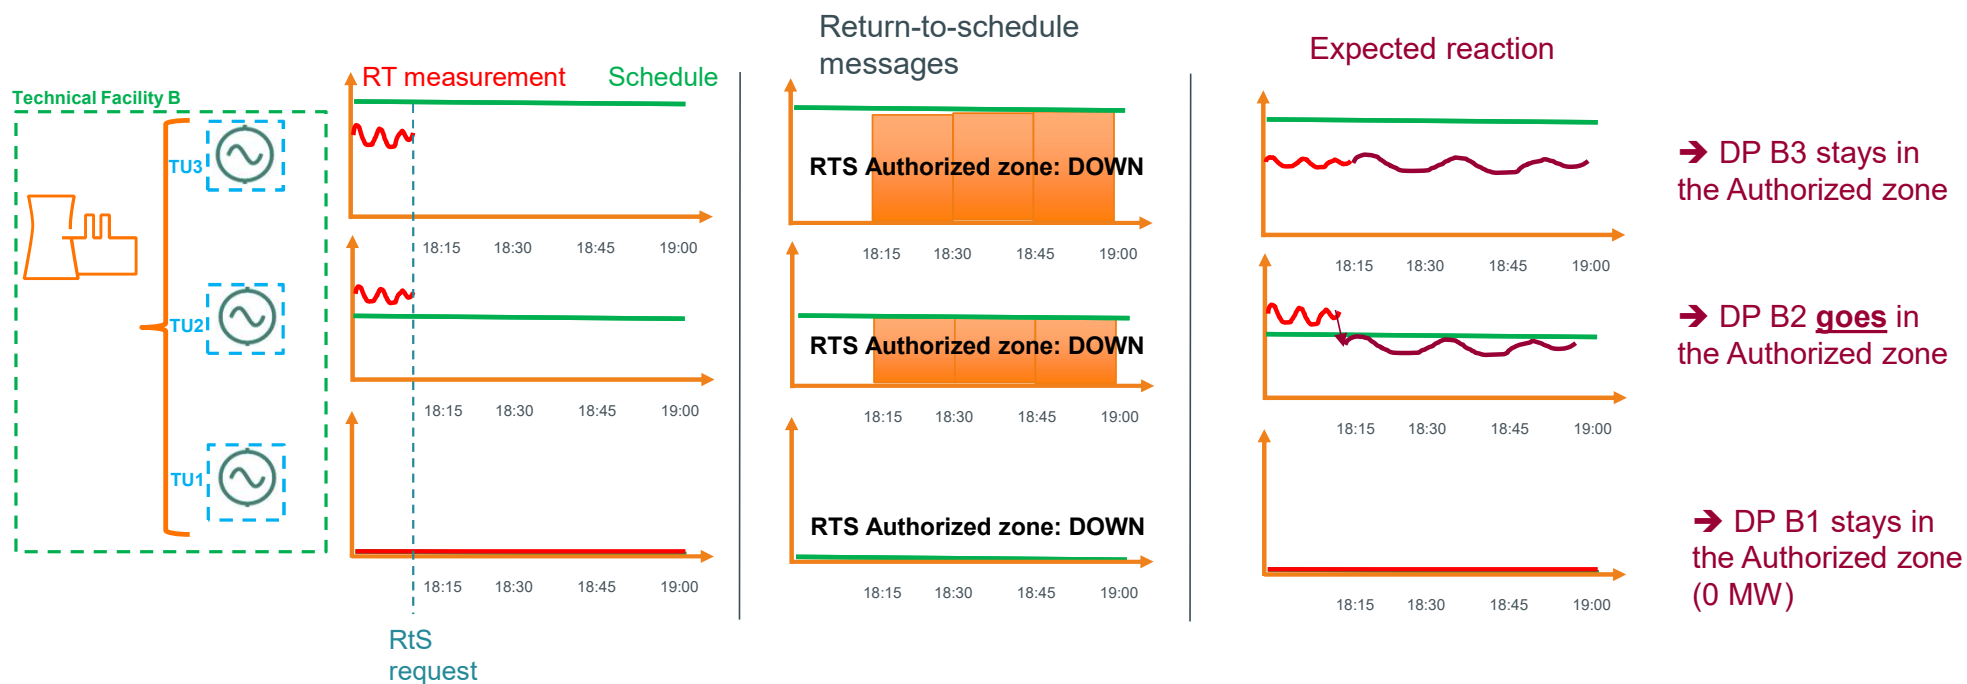 Return-to-schedule
messages
Expected reaction
RT measurement
Schedule
Technical Facility B
TU3
TU2
TU1
18:15 18:30 18:45 19:00
18:15 18:30 18:45 19:00
18:15 18:30 18:45 19:00
RtS
request
RTS Authorized zone: DOWN
18:15 18:30 18:45 19:00
RTS Authorized zone: DOWN
18:15 18:30 18:45 19:00
RTS Authorized zone: DOWN
18:15 18:30 18:45 19:00
18:15 18:30 18:45 19:00
18:15 18:30 18:45 19:00
18:15 18:30 18:45 19:00
➔ DP B3 stays in
the Authorized zone
➔ DP B2 goes in
the Authorized zone
➔ DP B1 stays in
the Authorized zone
(0 MW)